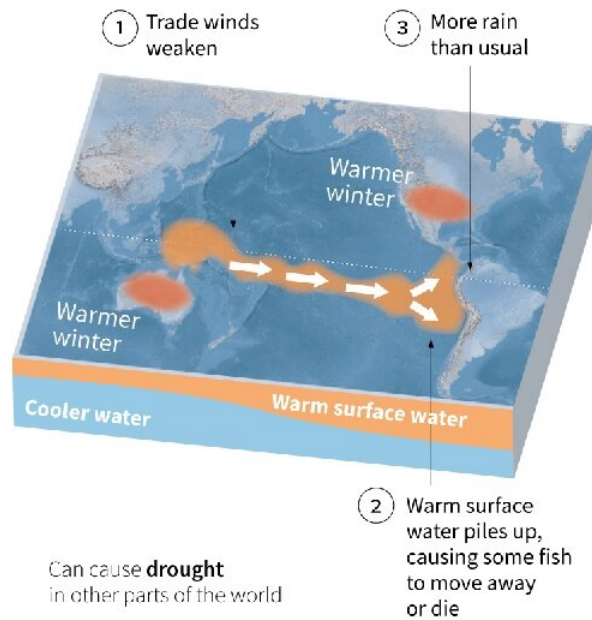 1 Trade winds
weaken
3 More rain
than usual
Warmer
winter
Warmer
winter
Cooler water
Warm surface water
2 Warm surface
water piles up,
causing some fish
to move away
or die
Can cause drought
in other parts of the world